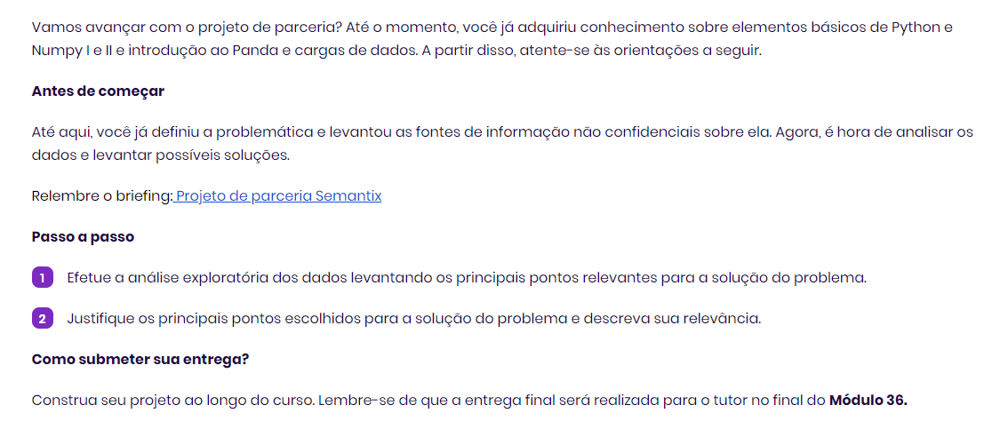 Vamos avançar com o projeto de parceria? Até o momento, você já adquiriu conhecimento sobre elementos básicos de Python e
Numpy I e II e introdução ao Panda e cargas de dados. A partir disso, atente-se às orientações a seguir.
Antes de começar
Até aqui, você já definiu a problemática e levantou as fontes de informação não confidenciais sobre ela. Agora, é hora de analisar os
dados e levantar possíveis soluções.
Relembre o briefing: Projeto de parceria Semantix
Passo a passo
1 Efetue a análise exploratória dos dados levantando os principais pontos relevantes para a solução do problema.
2 Justifique os principais pontos escolhidos para a solução do problema e descreva sua relevância.
Como submeter sua entrega?
Construa seu projeto ao longo do curso. Lembre-se de que a entrega final será realizada para o tutor no final do Módulo 36.